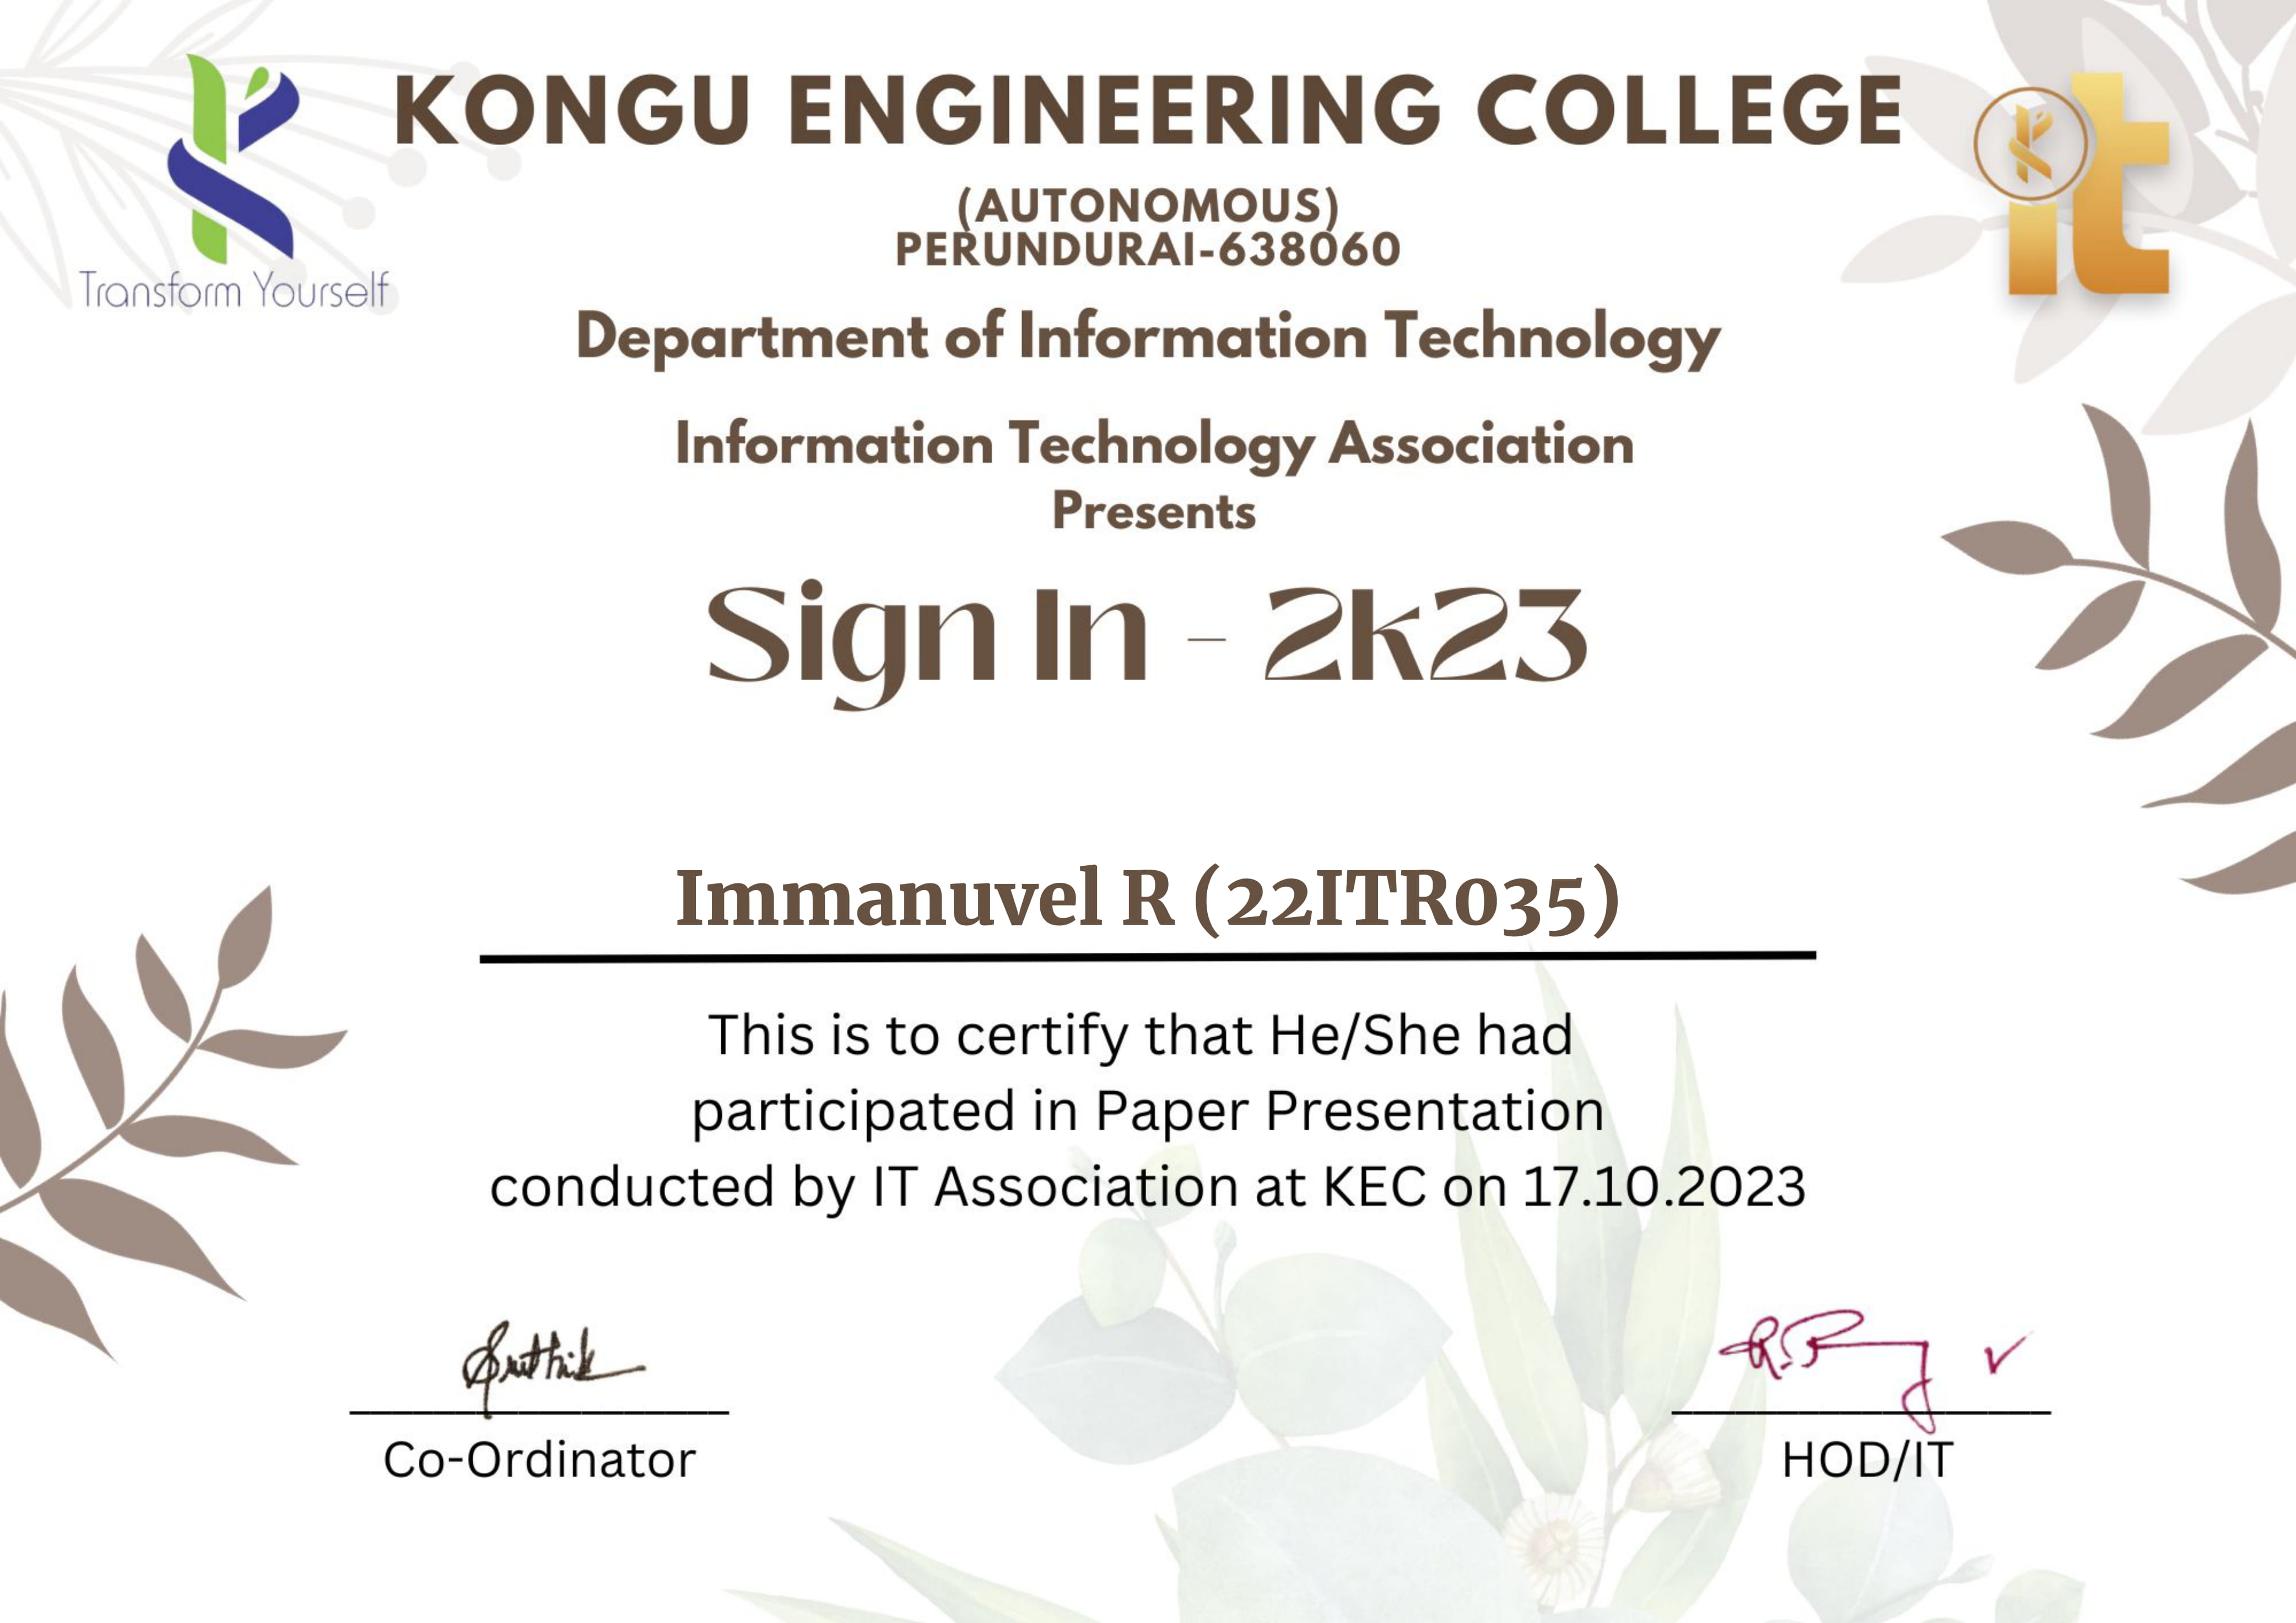 KONGU ENGINEERING COLLEGE
(AUTONOMOUS)
PERUNDURAI-638060
Transform Yourself
it
Department of Information Technology
Information Technology Association
Presents
Sign In - 2k23
Immanuvel R (22ITR035)
This is to certify that He/She had
participated in Paper Presentation
conducted by IT Association at KEC on 17.10.2023
Co-Ordinator
HOD/IT